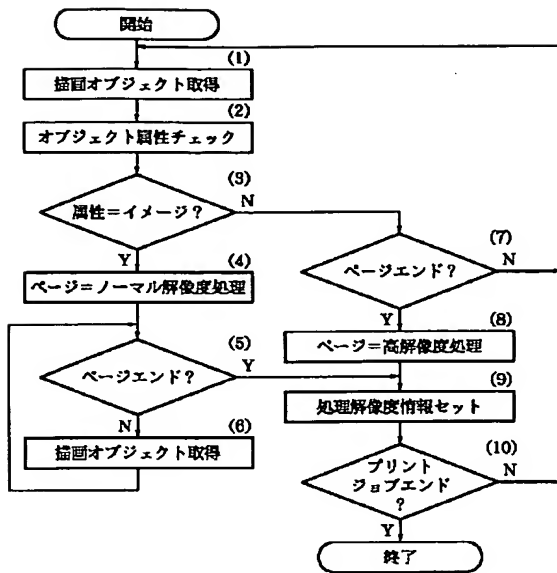 開始
(1)
描画オブジェクト取得
(2)
オブジェクト属性チェック
(3)
属性=イメージ?
N
Y
(4)
ページ=ノーマル解像度処理
(5)
ページエンド?
Y
N
(6)
描画オブジェクト取得
(7)
ページエンド?
N
Y
(8)
ページ=高解像度処理
(9)
処理解像度情報セット
(10)
プリント
ジョブエンド
?
N
Y
終了